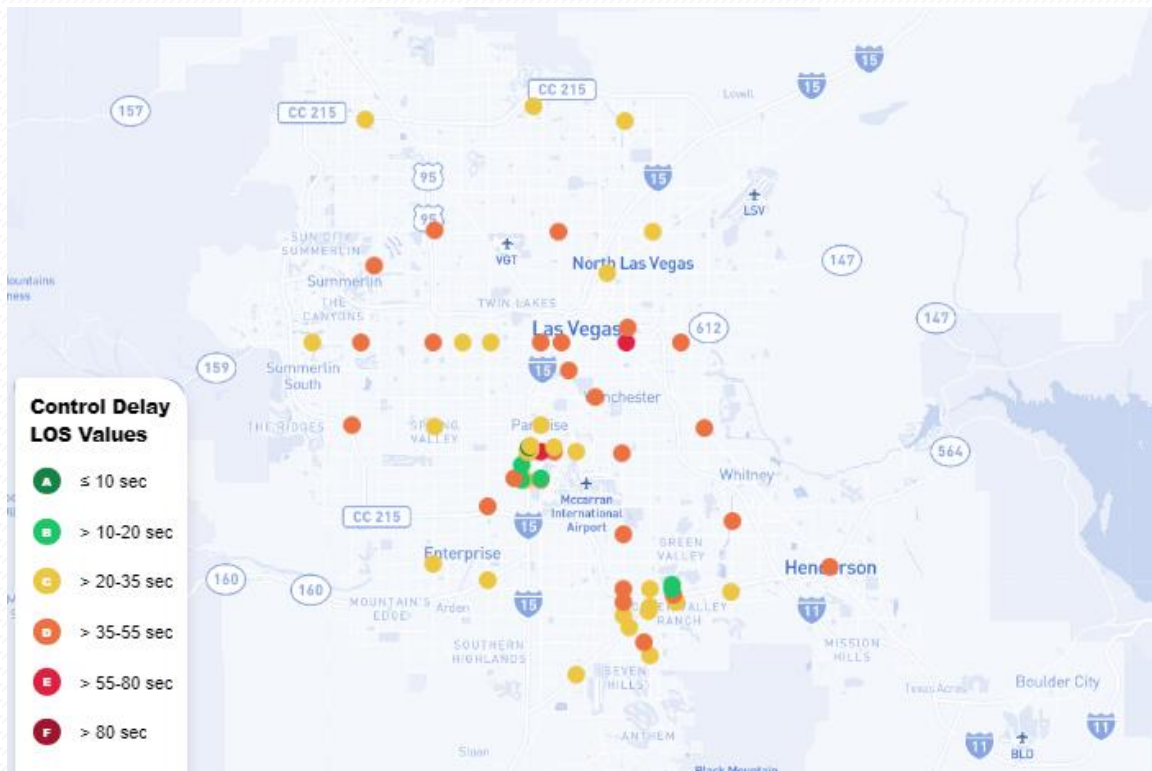 CC 215
157
CC 215
Lovell
15
15
95
15
LSV
95
SUN CITY
SUMMERLIN
VGT
North Las Vegas
147
Summerlin
THE
CANYONS
TWIN LAKES
Las Vegas
612
147
159
Summerlin
South
15
Control Delay
LOS Values
A ≤ 10 sec
B > 10-20 sec
C > 20-35 sec
D > 35-55 sec
E > 55-80 sec
F > 80 sec
THE RIDGES
VALLEY
564
Whitney
Mccarran
International
Airport
CC 215
15
GREEN
VALLEY
Enterprise
160
160
MOUNTAIN'S
EDGE
Arden
15
RANCH
11
SOUTHERN
HIGHLANDS
MISSION
HILLS
SEVEN
HILLS
Boulder City
ANTHEM
11
11
BLD
Sloan
Black Mountain